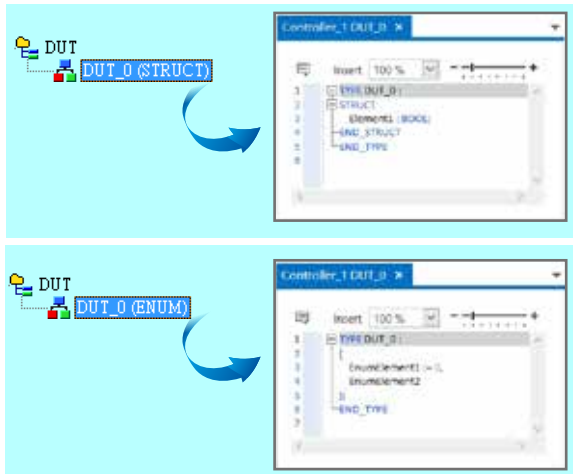 DUT
DUT_0 (STRUCT)
Controller_1 DUT_0 ×
Insert 100 %
1 TYPE DUT_0 :
2 STRUCT
3 Element1 :BOOL;
4 END_STRUCT
5 END_TYPE
6
DUT
DUT_0 (ENUM)
Controller_1 DUT_0 ×
Insert 100 %
1 TYPE DUT_0 :
2 (
3 EnumElement1 := 0,
4 EnumElement2
5 );
6 END_TYPE
7